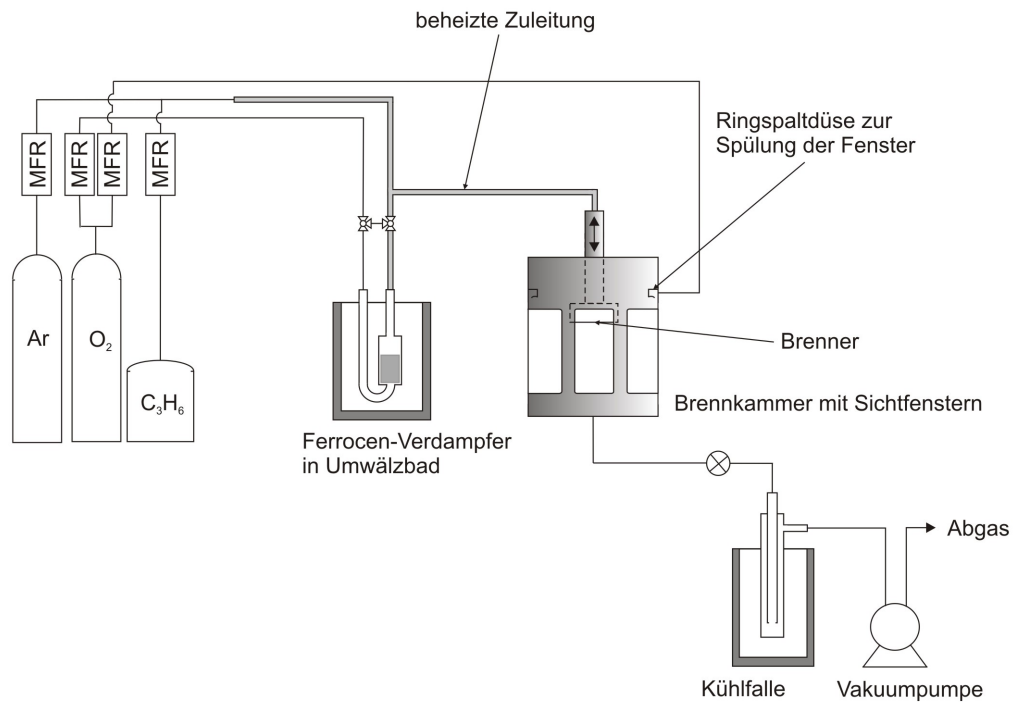 beheizte Zuleitung
Ringspaltdüse zur
Spülung der Fenster
MFR
MFR
MFR
MFR
Ar
O₂
C₃H₆
Brenner
Brennkammer mit Sichtfenstern
Ferrocen-Verdampfer
in Umwälzbad
Abgas
Kühlfalle
Vakuumpumpe